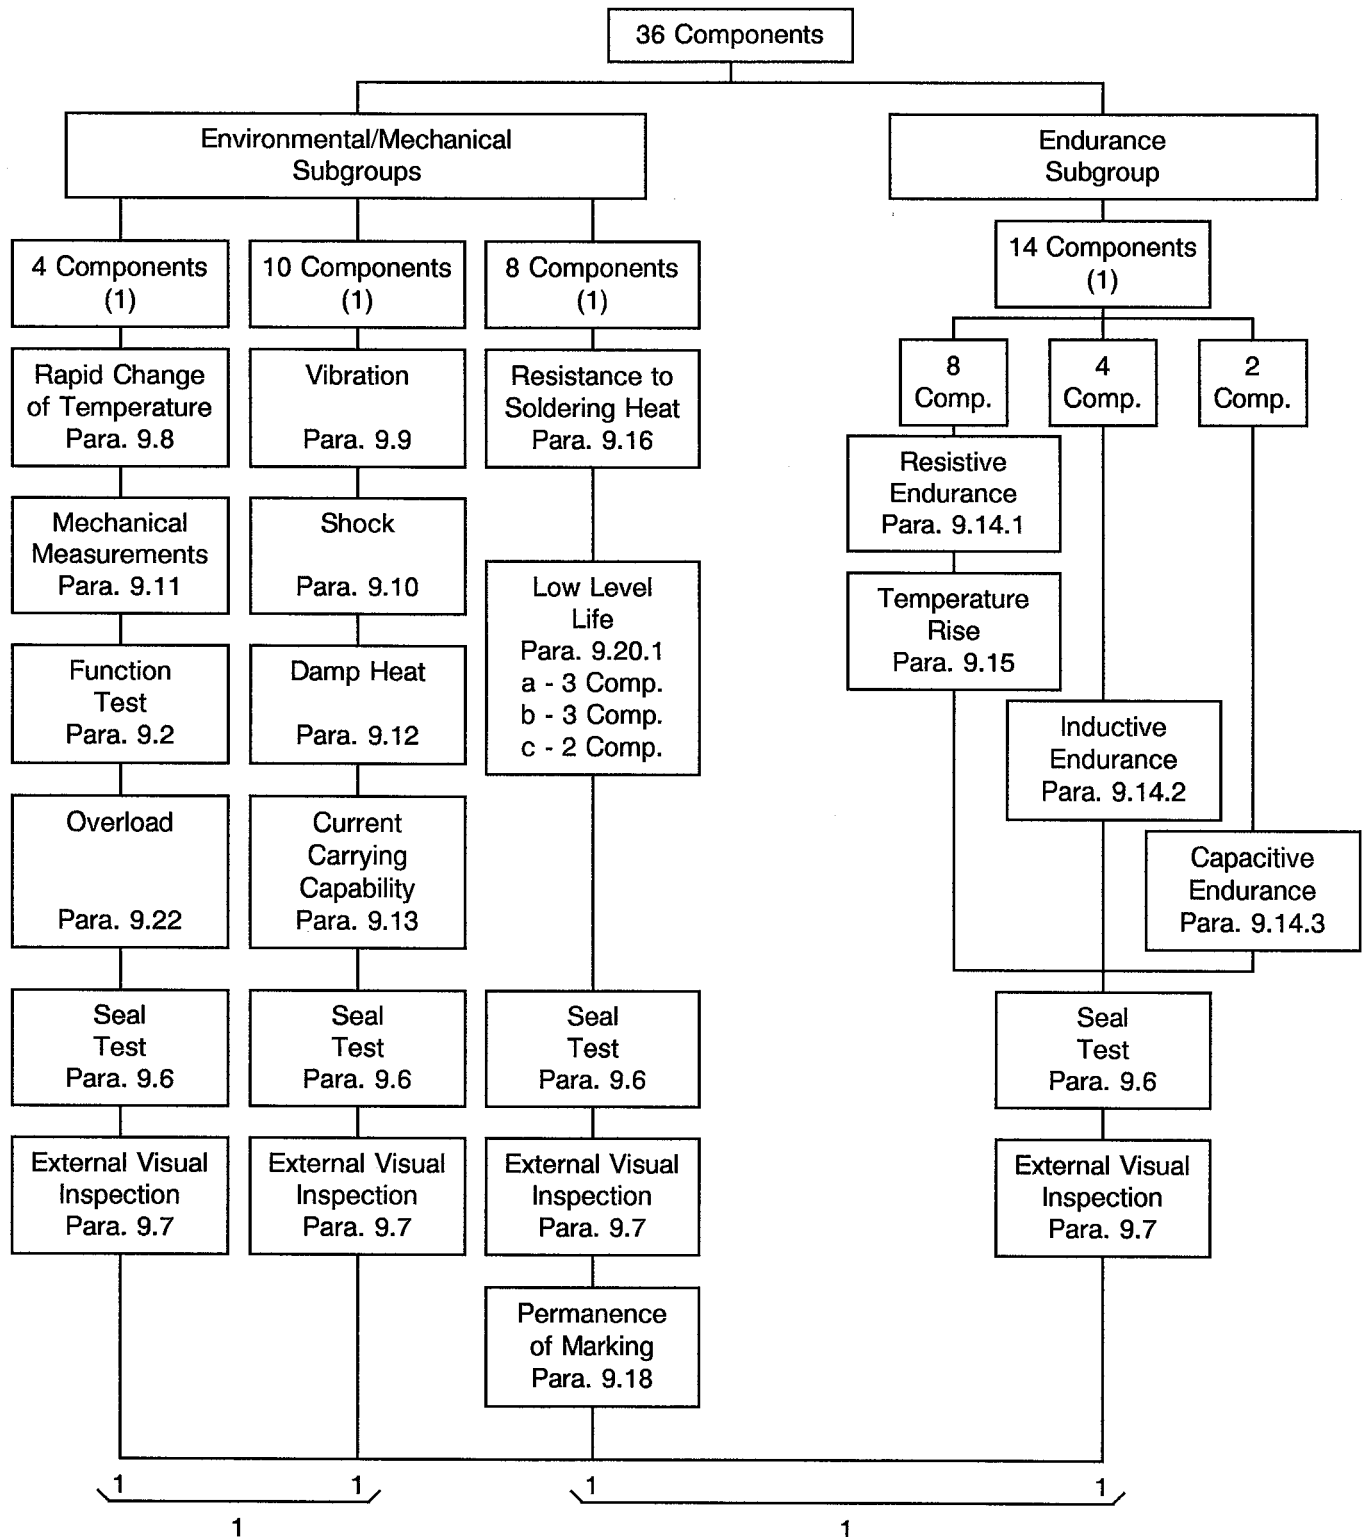 36 Components
Environmental/Mechanical
Subgroups
Endurance
Subgroup
4 Components
(1)
10 Components
(1)
8 Components
(1)
14 Components
(1)
Rapid Change
of Temperature
Para. 9.8
Vibration
Para. 9.9
Resistance to
Soldering Heat
Para. 9.16
8
Comp.
4
Comp.
2
Comp.
Mechanical
Measurements
Para. 9.11
Shock
Para. 9.10
Low Level
Life
Para. 9.20.1
a - 3 Comp.
b - 3 Comp.
c - 2 Comp.
Resistive
Endurance
Para. 9.14.1
Temperature
Rise
Para. 9.15
Function
Test
Para. 9.2
Damp Heat
Para. 9.12
Inductive
Endurance
Para. 9.14.2
Overload
Para. 9.22
Current
Carrying
Capability
Para. 9.13
Capacitive
Endurance
Para. 9.14.3
Seal
Test
Para. 9.6
Seal
Test
Para. 9.6
Seal
Test
Para. 9.6
Seal
Test
Para. 9.6
External Visual
Inspection
Para. 9.7
External Visual
Inspection
Para. 9.7
External Visual
Inspection
Para. 9.7
External Visual
Inspection
Para. 9.7
Permanence
of Marking
Para. 9.18
1
1
1
1
1
1